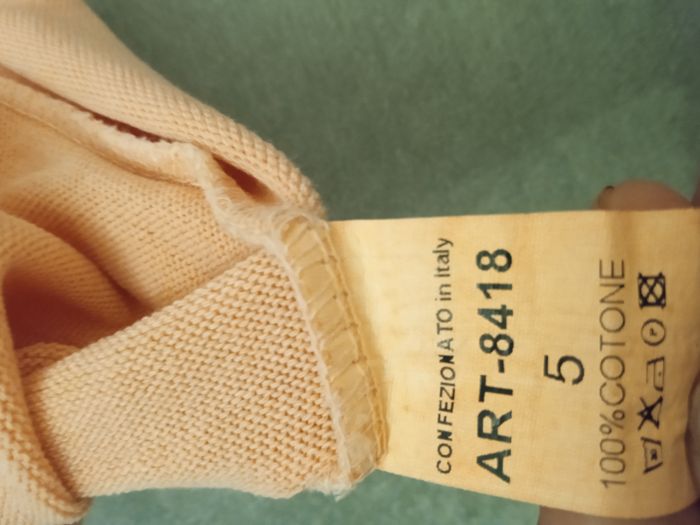 CONFEZIONATO in Italy
ART-8418
5
100%COTONE